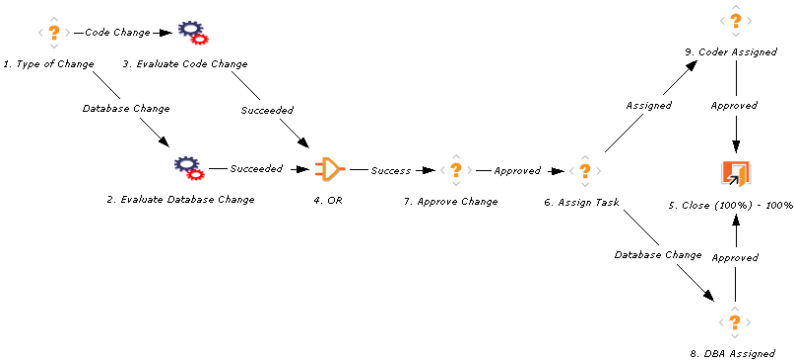 9. Coder Assigned
Code Change
1. Type of Change
3. Evaluate Code Change
Database Change
Succeeded
Assigned
Approved
Succeeded
Success
Approved
2. Evaluate Database Change
4. OR
7. Approve Change
6. Assign Task
5. Close (100%) - 100%
Database Change
Approved
8. DBA Assigned